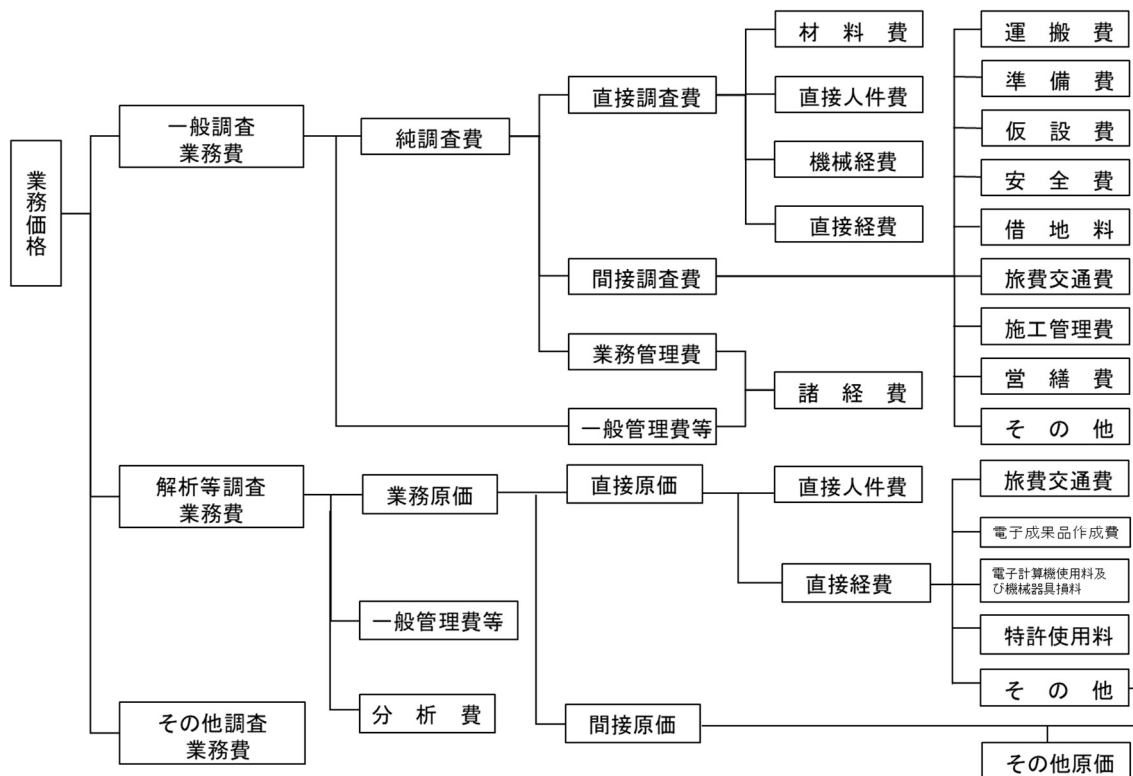 業務価格
一般調査
業務費
純調査費
直接調査費
材料費
直接人件費
機械経費
直接経費
間接調査費
運搬費
準備費
仮設費
安全費
借地料
旅費交通費
施工管理費
営繕費
その他
業務管理費
一般管理費等
諸経費
解析等調査
業務費
業務原価
直接原価
直接人件費
直接経費
旅費交通費
電子成果品作成費
電子計算機使用料及
び機械器具損料
特許使用料
その他
間接原価
その他原価
一般管理費等
分析費
その他調査
業務費